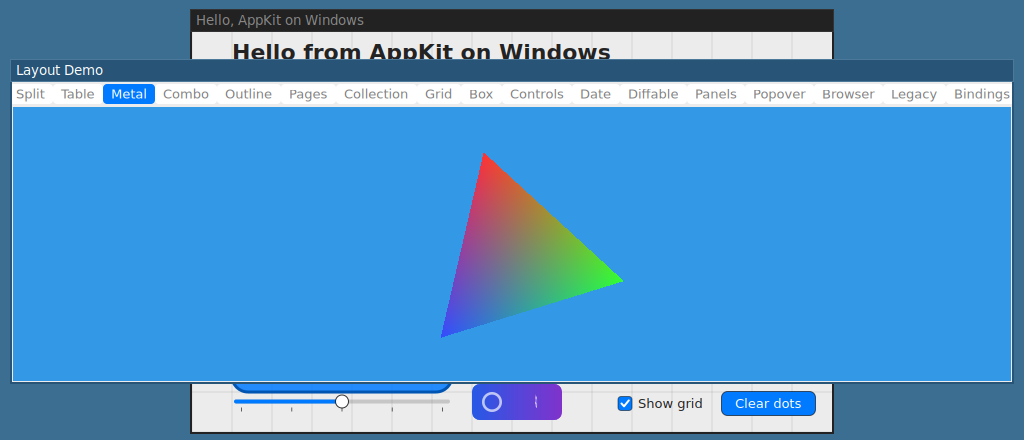 Hello, AppKit on Windows
Hello from AppKit on Windows
Layout Demo
Split Table Metal Combo Outline Pages Collection Grid Box Controls Date Diffable Panels Popover Browser Legacy Bindings
Show grid Clear dots